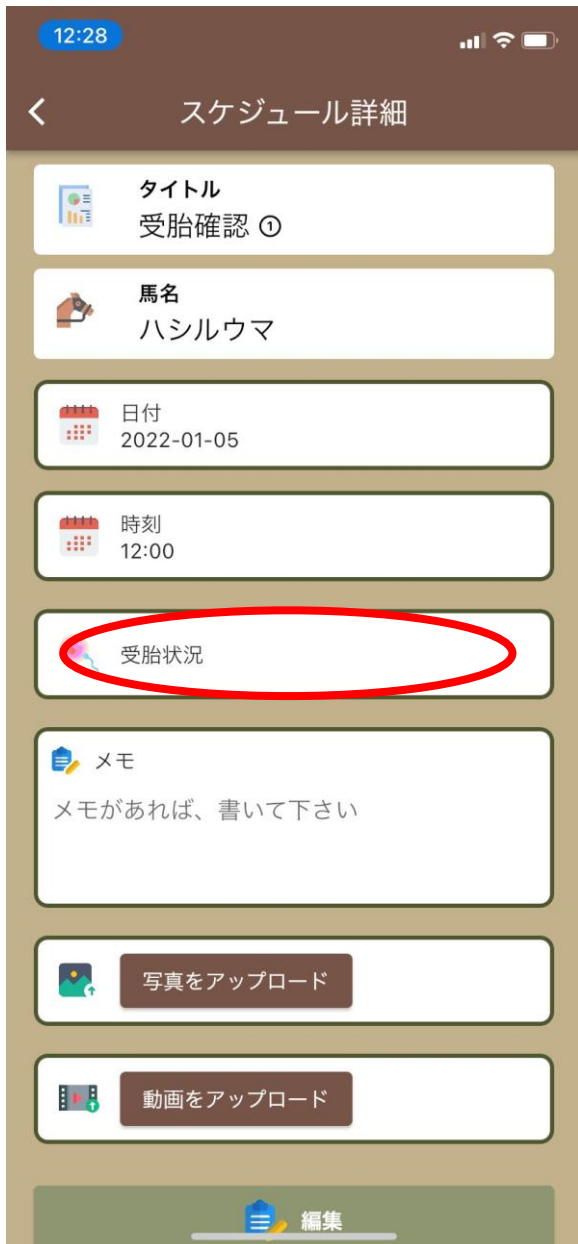 12:28
スケジュール詳細
タイトル
受胎確認 ①
馬名
ハシルウマ
日付
2022-01-05
時刻
12:00
受胎状況
メモ
メモがあれば、書いて下さい
写真をアップロード
動画をアップロード
編集